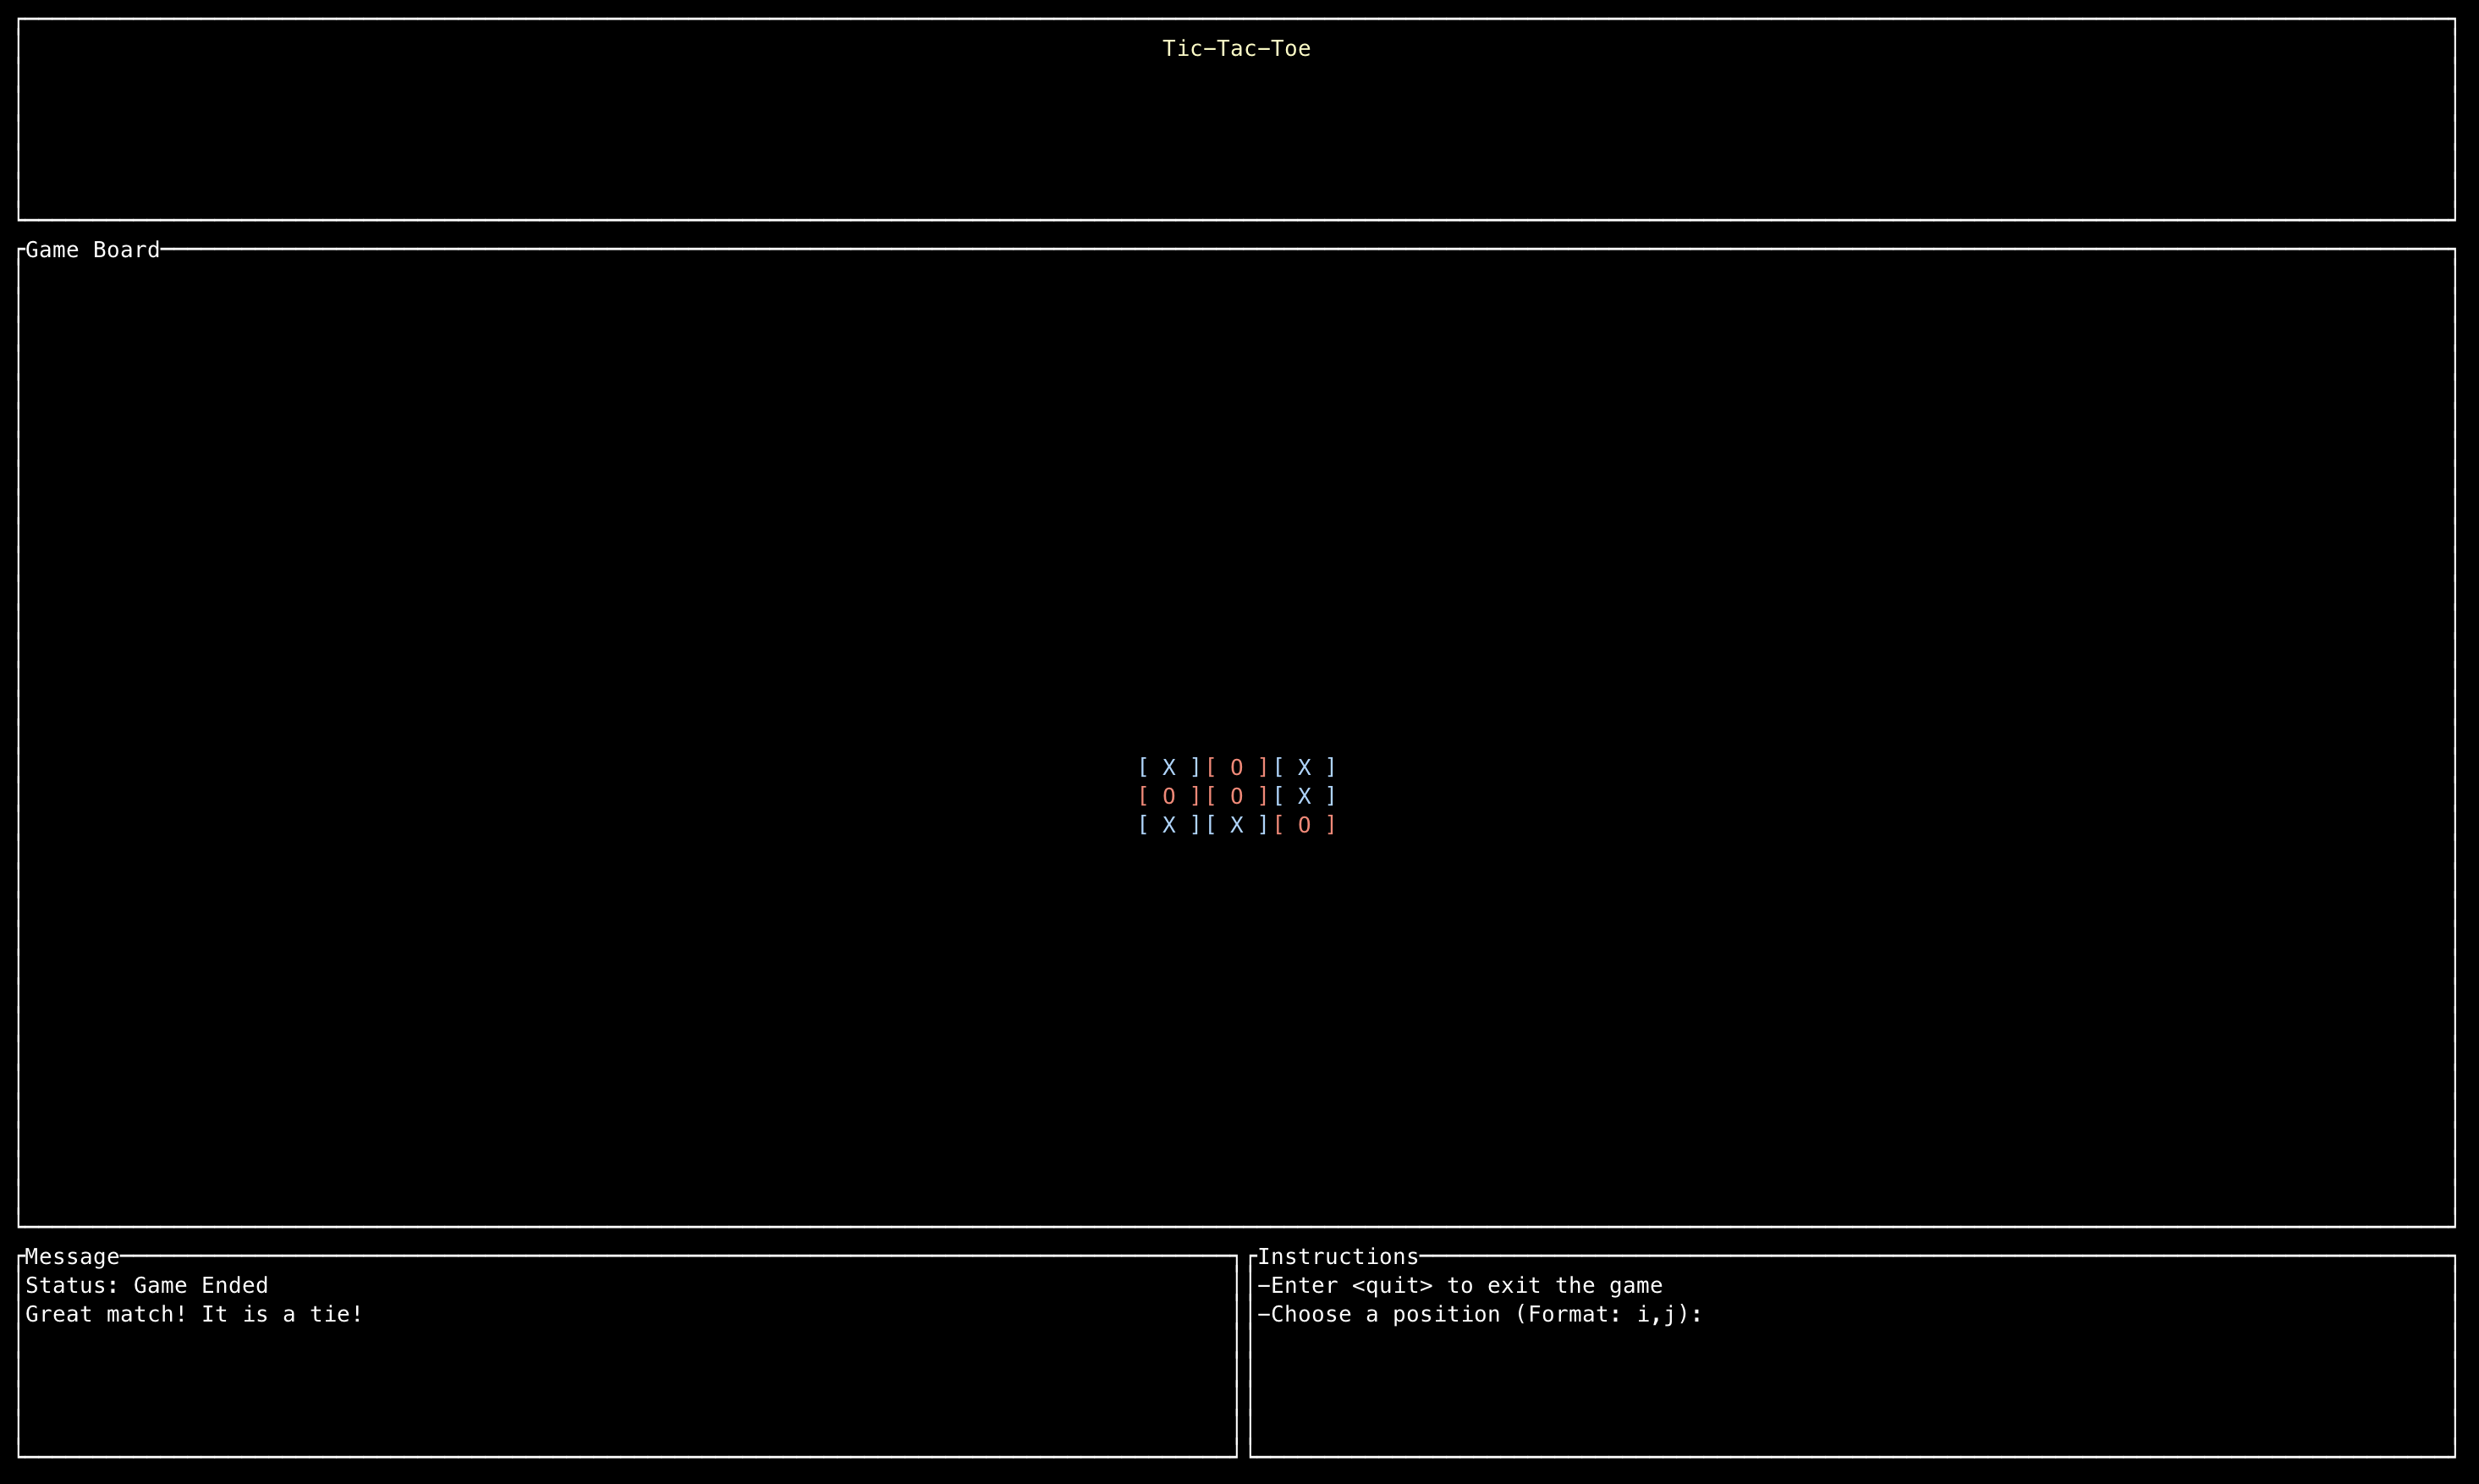 Tic-Tac-Toe
Game Board
[ X ][ O ][ X ]
[ O ][ O ][ X ]
[ X ][ X ][ O ]
Message
Status: Game Ended
Great match! It is a tie!
Instructions
-Enter <quit> to exit the game
-Choose a position (Format: i,j):